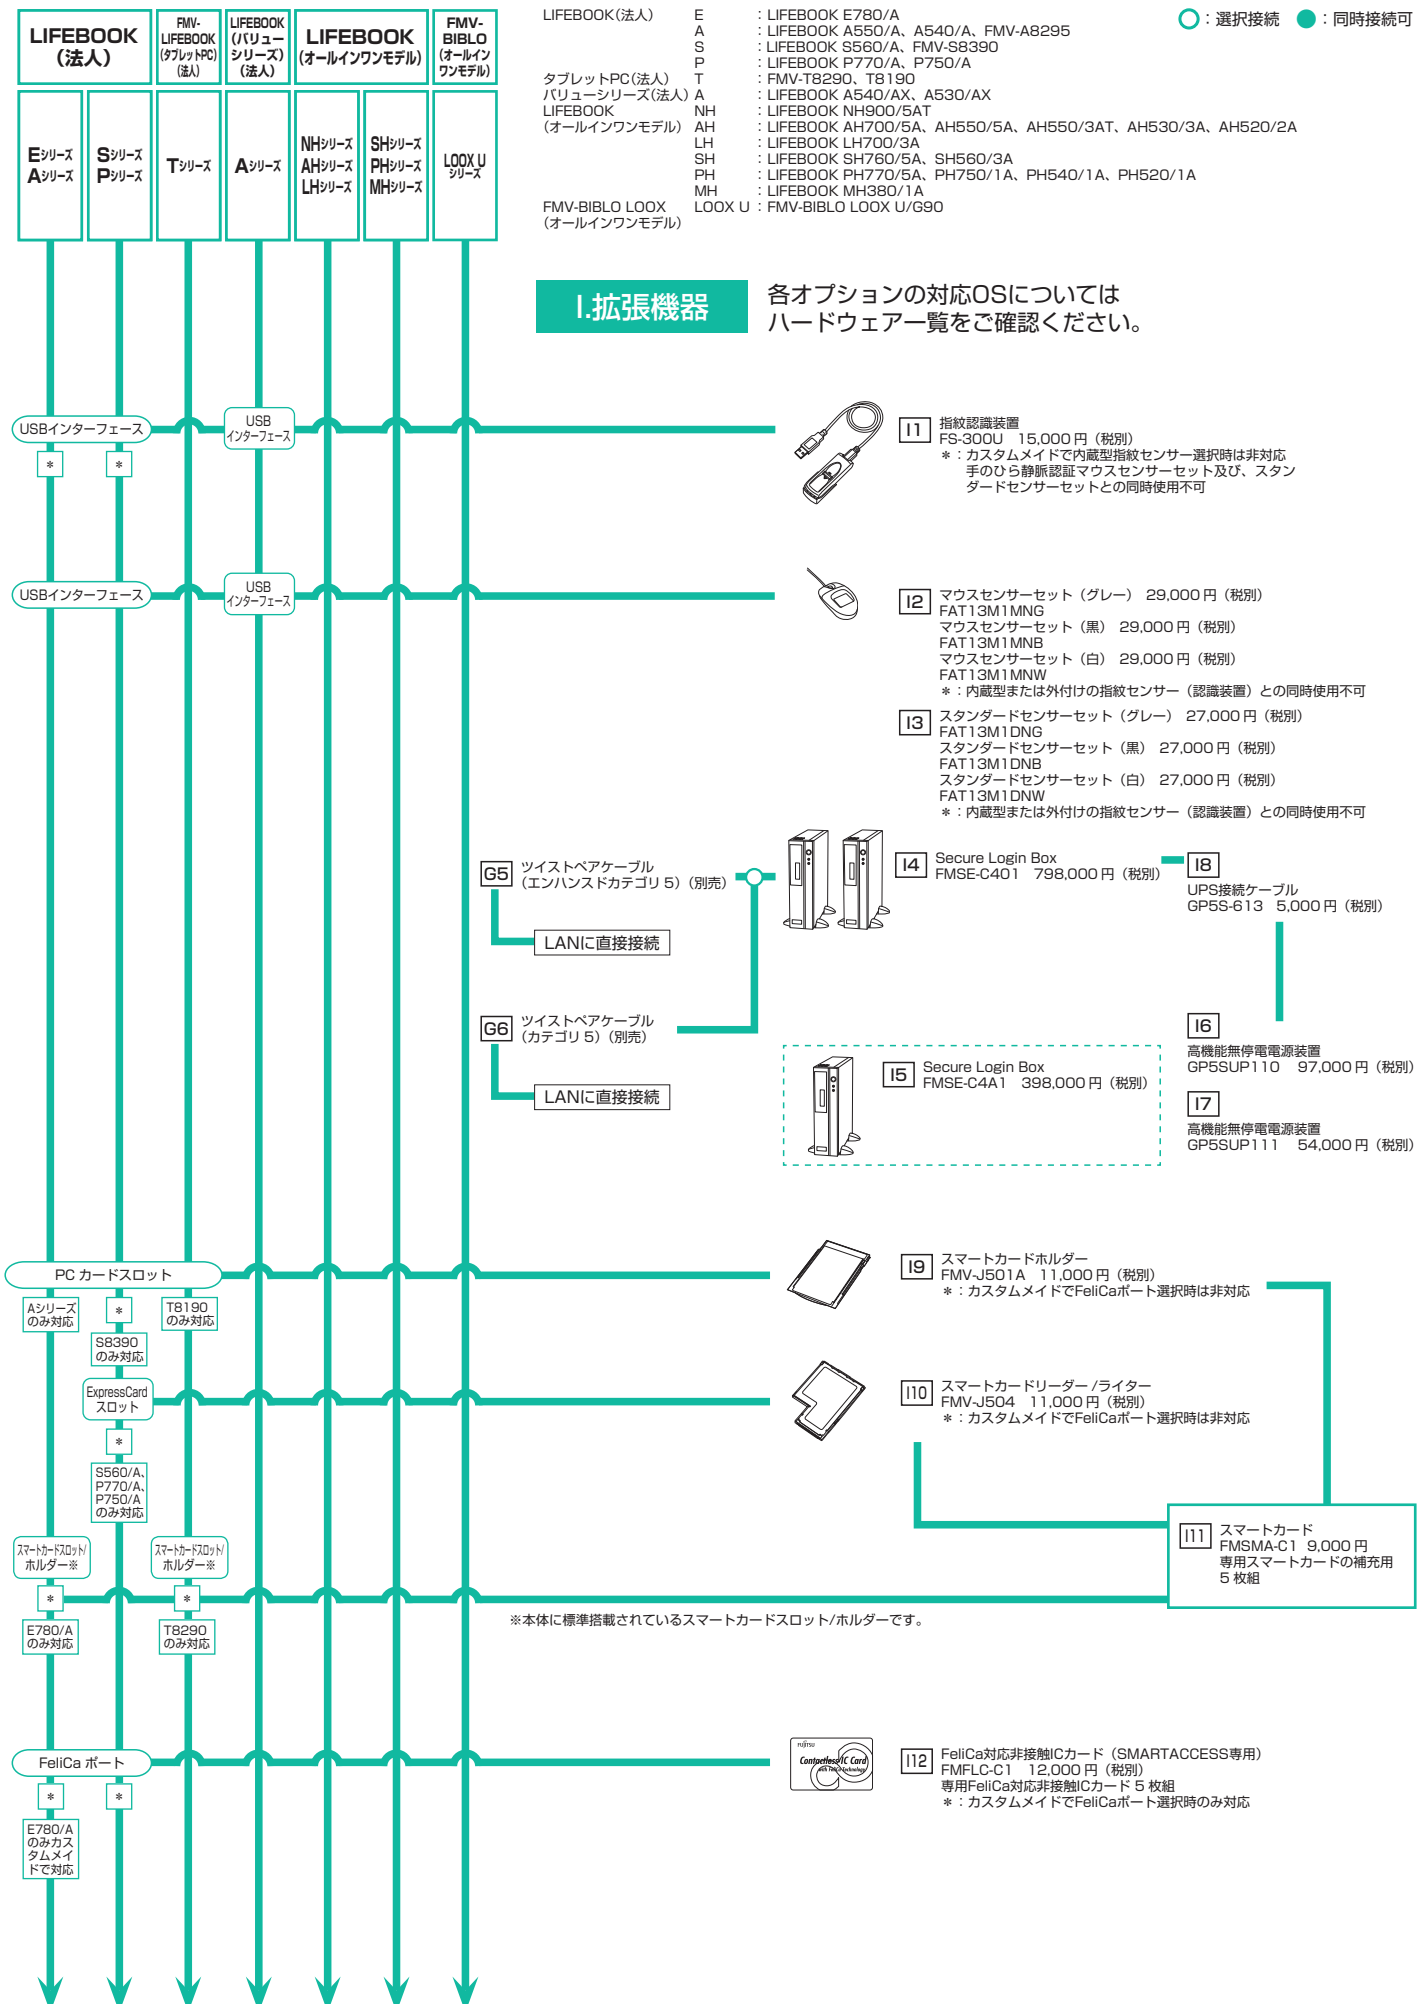 LIFEBOOK
（法人）
FMV-
LIFEBOOK
（タブレットPC）
（法人）
LIFEBOOK
（バリュー
シリーズ）
（法人）
LIFEBOOK
（オールインワンモデル）
FMV-
BIBLO
（オールイン
ワンモデル）
Eシリーズ
Aシリーズ
Sシリーズ
Pシリーズ
Tシリーズ
Aシリーズ
NHシリーズ
AHシリーズ
LHシリーズ
SHシリーズ
PHシリーズ
MHシリーズ
LOOX U
シリーズ
LIFEBOOK（法人） E ：LIFEBOOK E780/A
A ：LIFEBOOK A550/A、A540/A、FMV-A8295
S ：LIFEBOOK S560/A、FMV-S8390
P ：LIFEBOOK P770/A、P750/A
タブレットPC（法人） T ：FMV-T8290、T8190
バリューシリーズ（法人） A ：LIFEBOOK A540/AX、A530/AX
LIFEBOOK NH ：LIFEBOOK NH900/5AT
（オールインワンモデル） AH ：LIFEBOOK AH700/5A、AH550/5A、AH550/3AT、AH530/3A、AH520/2A
LH ：LIFEBOOK LH700/3A
SH ：LIFEBOOK SH760/5A、SH560/3A
PH ：LIFEBOOK PH770/5A、PH750/1A、PH540/1A、PH520/1A
MH ：LIFEBOOK MH380/1A
FMV-BIBLO LOOX LOOX U ：FMV-BIBLO LOOX U/G90
（オールインワンモデル）
：選択接続 ：同時接続可
I.拡張機器
各オプションの対応OSについては
ハードウェア一覧をご確認ください。
USBインターフェース
USB
インターフェース
＊ ＊
I1 指紋認識装置
FS-300U 15,000円（税別）
＊：カスタムメイドで内蔵型指紋センサー選択時は非対応
手のひら静脈認証マウスセンサーセット及び、スタン
ダードセンサーセットとの同時使用不可
USBインターフェース
USB
インターフェース
I2 マウスセンサーセット（グレー） 29,000円（税別）
FAT13M1MNG
マウスセンサーセット（黒） 29,000円（税別）
FAT13M1MNB
マウスセンサーセット（白） 29,000円（税別）
FAT13M1MNW
＊：内蔵型または外付けの指紋センサー（認識装置）との同時使用不可
I3 スタンダードセンサーセット（グレー） 27,000円（税別）
FAT13M1DNG
スタンダードセンサーセット（黒） 27,000円（税別）
FAT13M1DNB
スタンダードセンサーセット（白） 27,000円（税別）
FAT13M1DNW
＊：内蔵型または外付けの指紋センサー（認識装置）との同時使用不可
G5 ツイストペアケーブル
（エンハンスドカテゴリ5）（別売）
LANに直接接続
I4 Secure Login Box
FMSE-C401 798,000円（税別）
I8
UPS接続ケーブル
GP5S-613 5,000円（税別）
G6 ツイストペアケーブル
（カテゴリ5）（別売）
LANに直接接続
I5 Secure Login Box
FMSE-C4A1 398,000円（税別）
I6
高機能無停電電源装置
GP5SUP110 97,000円（税別）
I7
高機能無停電電源装置
GP5SUP111 54,000円（税別）
PC カードスロット
Aシリーズ
のみ対応
＊
S8390
のみ対応
T8190
のみ対応
I9 スマートカードホルダー
FMV-J501A 11,000円（税別）
＊：カスタムメイドでFeliCaポート選択時は非対応
ExpressCard
スロット
＊
S560/A、
P770/A、
P750/A
のみ対応
I10 スマートカードリーダー/ライター
FMV-J504 11,000円（税別）
＊：カスタムメイドでFeliCaポート選択時は非対応
I11 スマートカード
FMSMA-C1 9,000円
専用スマートカードの補充用
5枚組
スマートカードスロット/
ホルダー※
＊
E780/A
のみ対応
スマートカードスロット/
ホルダー※
＊
T8290
のみ対応
※本体に標準搭載されているスマートカードスロット/ホルダーです。
FeliCa ポート
＊ ＊
E780/A
のみカス
タムメイ
ドで対応
FUJITSU
Contactless IC Card
with FeliCa Technology
I12 FeliCa対応非接触ICカード（SMARTACCESS専用）
FMFLC-C1 12,000円（税別）
専用FeliCa対応非接触ICカード5枚組
＊：カスタムメイドでFeliCaポート選択時のみ対応